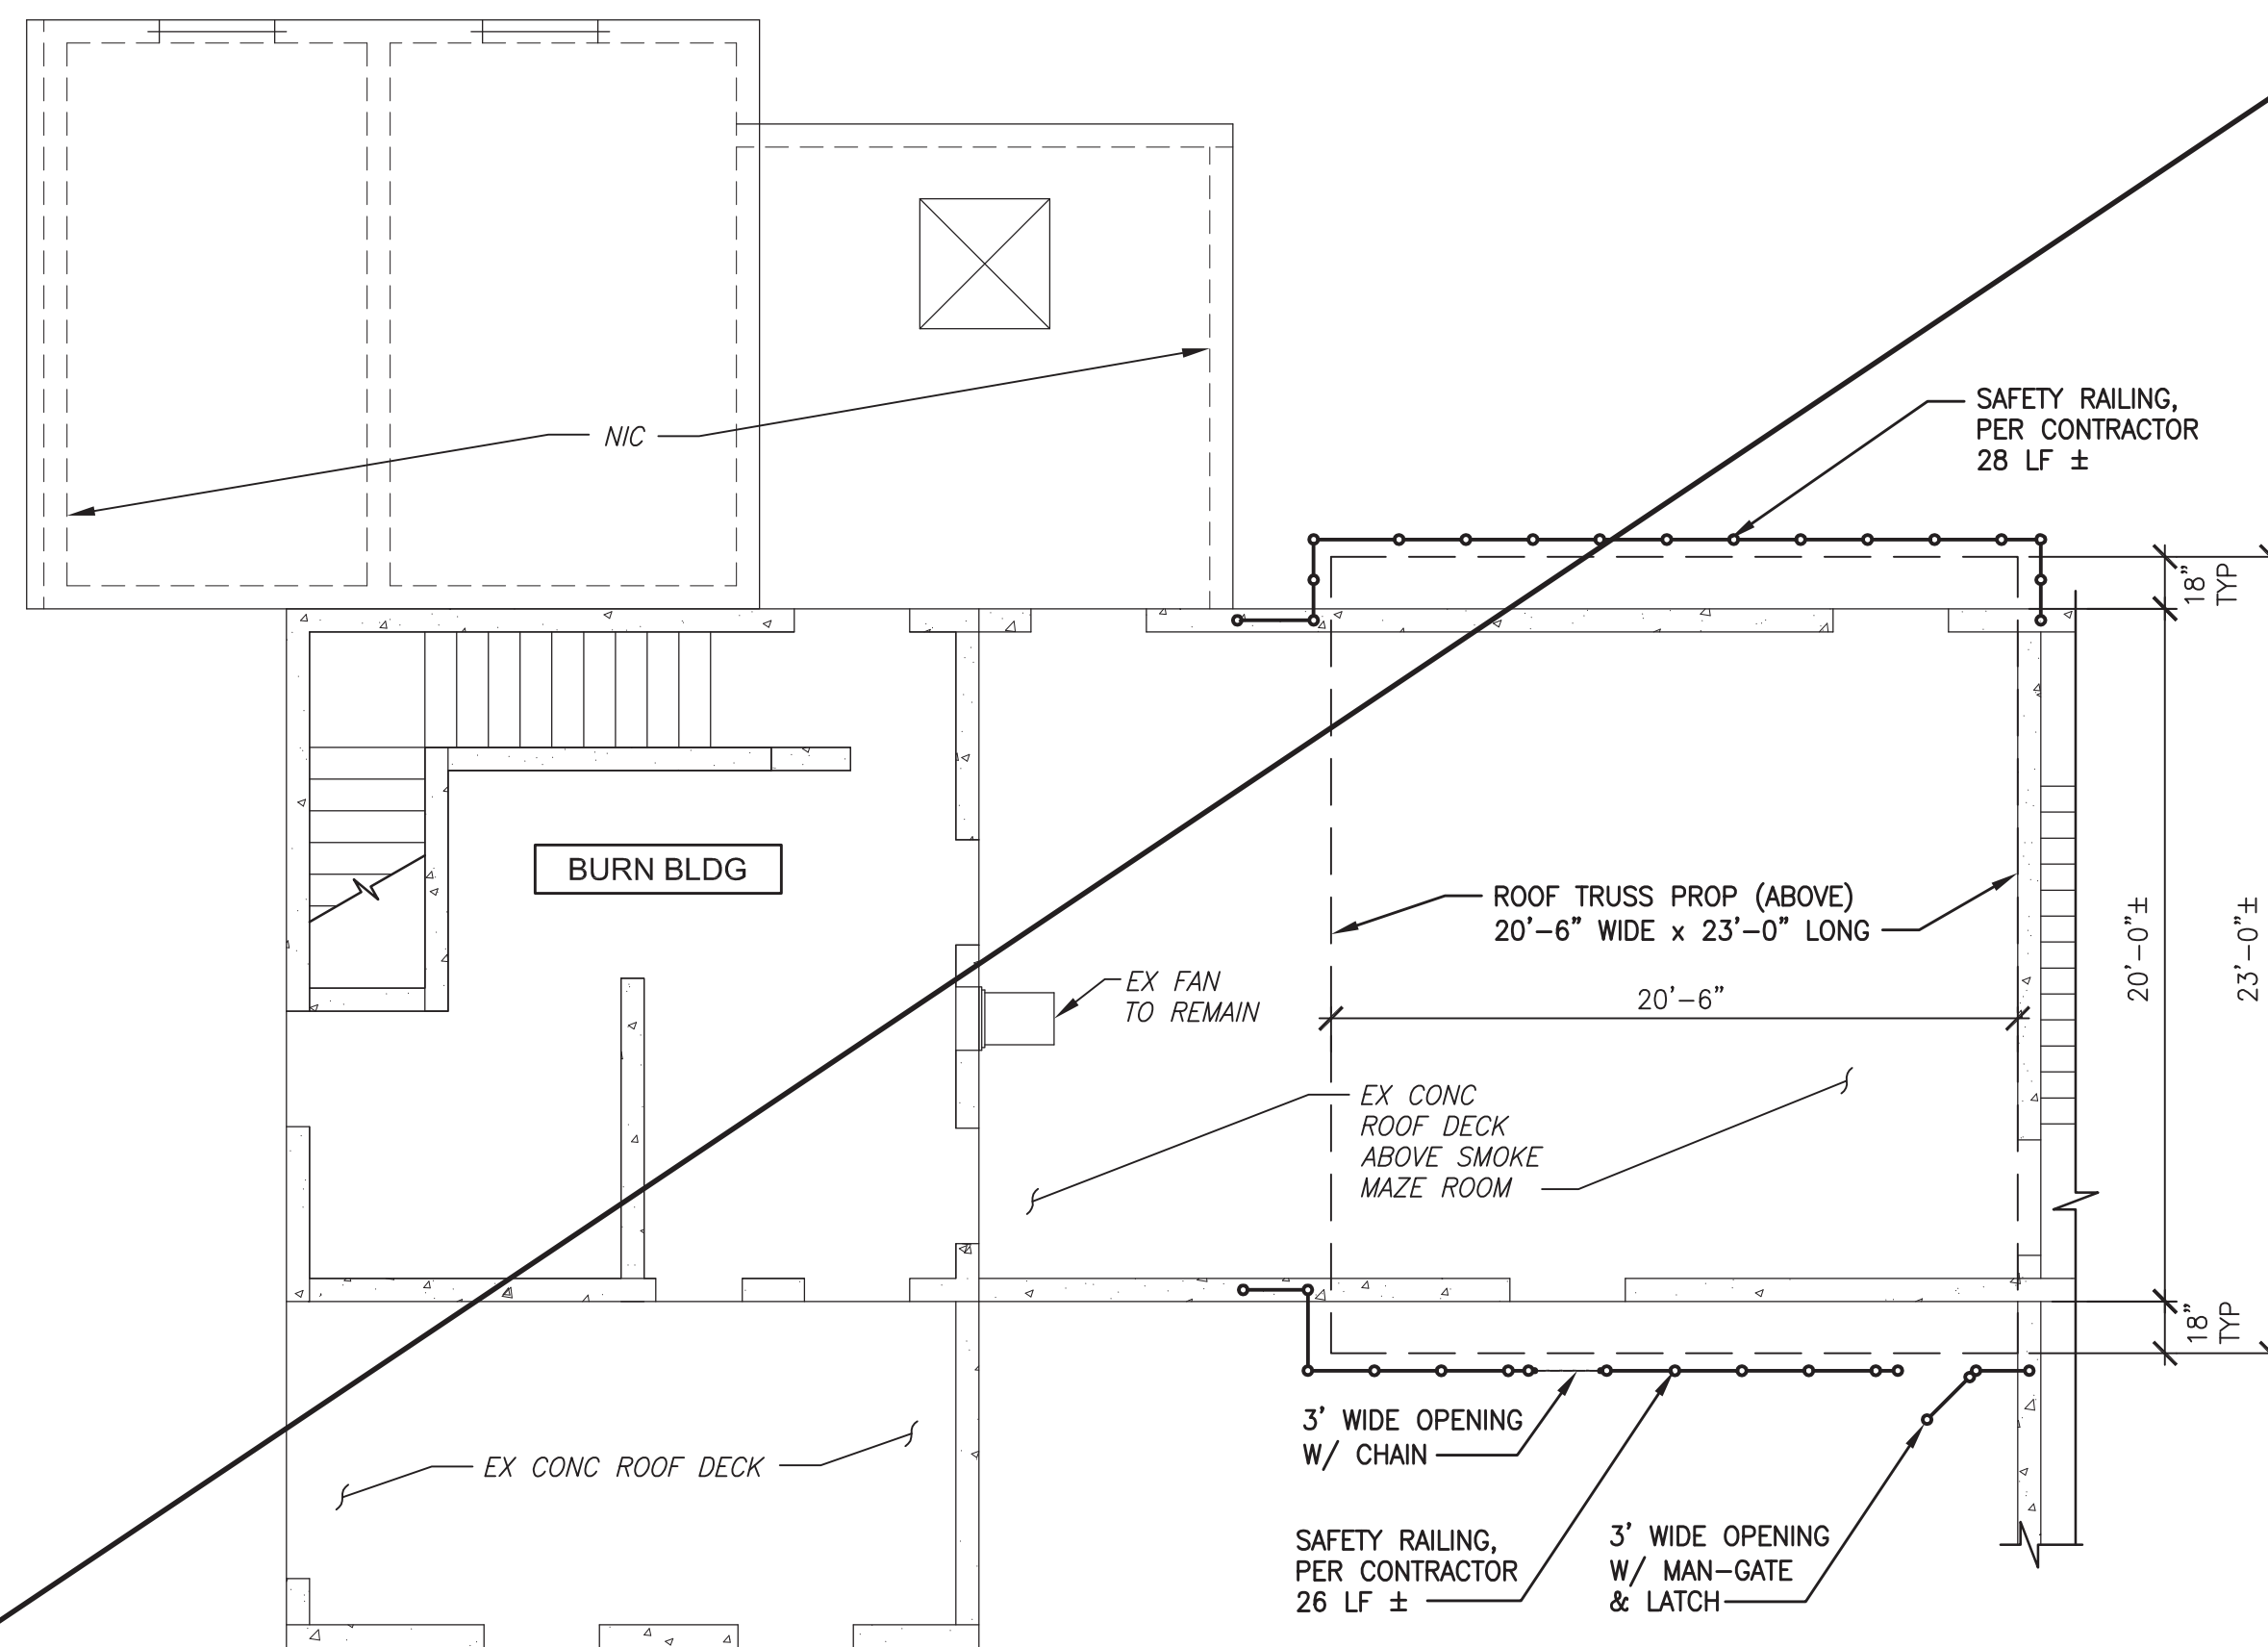 NIC
SAFETY RAILING,
PER CONTRACTOR
28 LF ±
18”
TYP
BURN BLDG
ROOF TRUSS PROP (ABOVE)
20’-6” WIDE x 23’-0” LONG
20’-0”±
23’-0”±
EX FAN
TO REMAIN
20’-6”
EX CONC
ROOF DECK
ABOVE SMOKE
MAZE ROOM
18”
TYP
3’ WIDE OPENING
W/ CHAIN
EX CONC ROOF DECK
SAFETY RAILING,
PER CONTRACTOR
26 LF ±
3’ WIDE OPENING
W/ MAN-GATE
& LATCH